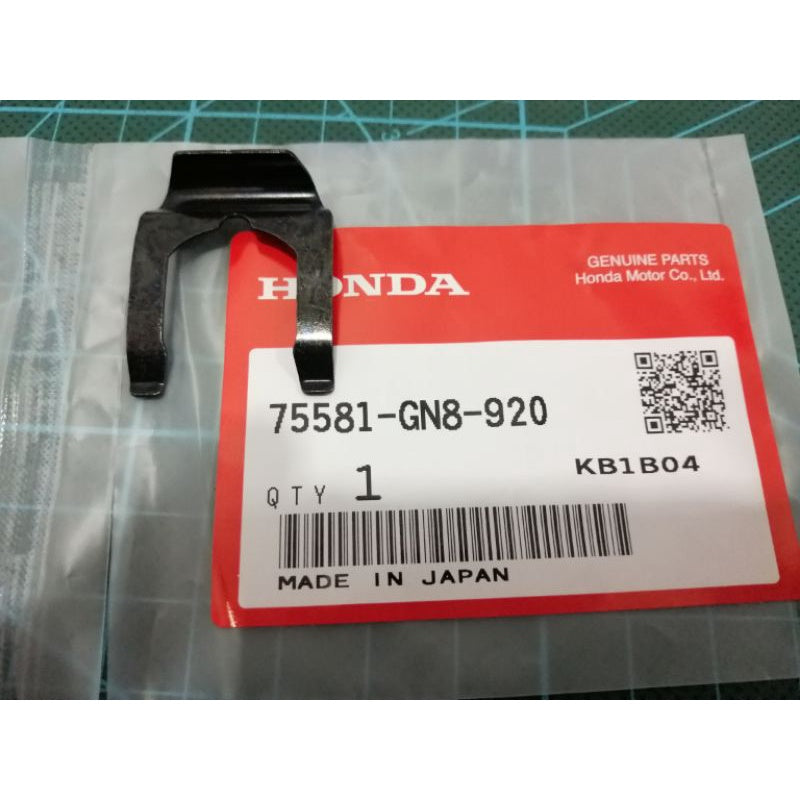 HONDA
GENUINE PARTS
Honda Motor Co., Ltd.
75581-GN8-920
KB1B04
QTY 1
MADE IN JAPAN